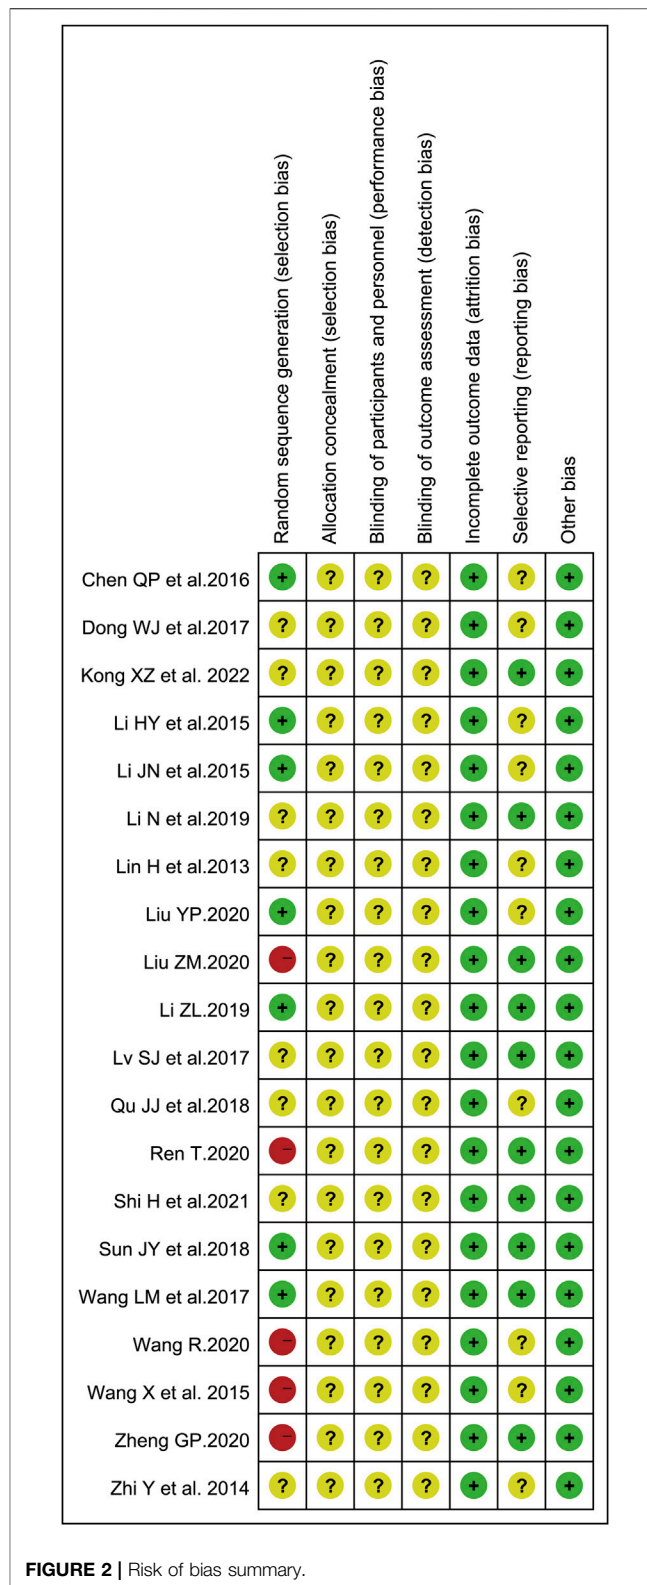 Random sequence generation (selection bias)
Allocation concealment (selection bias)
Blinding of participants and personnel (performance bias)
Blinding of outcome assessment (detection bias)
Incomplete outcome data (attrition bias)
Selective reporting (reporting bias)
Other bias
Chen QP et al.2016 + ? ? ? + ? +
Dong WJ et al.2017 ? ? ? ? + ? +
Kong XZ et al. 2022 ? ? ? ? + + +
Li HY et al.2015 + ? ? ? + ? +
Li JN et al.2015 + ? ? ? + ? +
Li N et al.2019 ? ? ? ? + + +
Lin H et al.2013 ? ? ? ? + ? +
Liu YP.2020 + ? ? ? + ? +
Liu ZM.2020 – ? ? ? + + +
Li ZL.2019 + ? ? ? + + +
Lv SJ et al.2017 ? ? ? ? + + +
Qu JJ et al.2018 ? ? ? ? + ? +
Ren T.2020 – ? ? ? + + +
Shi H et al.2021 ? ? ? ? + + +
Sun JY et al.2018 + ? ? ? + + +
Wang LM et al.2017 + ? ? ? + + +
Wang R.2020 – ? ? ? + ? +
Wang X et al. 2015 – ? ? ? + ? +
Zheng GP.2020 – ? ? ? + + +
Zhi Y et al. 2014 ? ? ? ? + ? +
FIGURE 2 | Risk of bias summary.